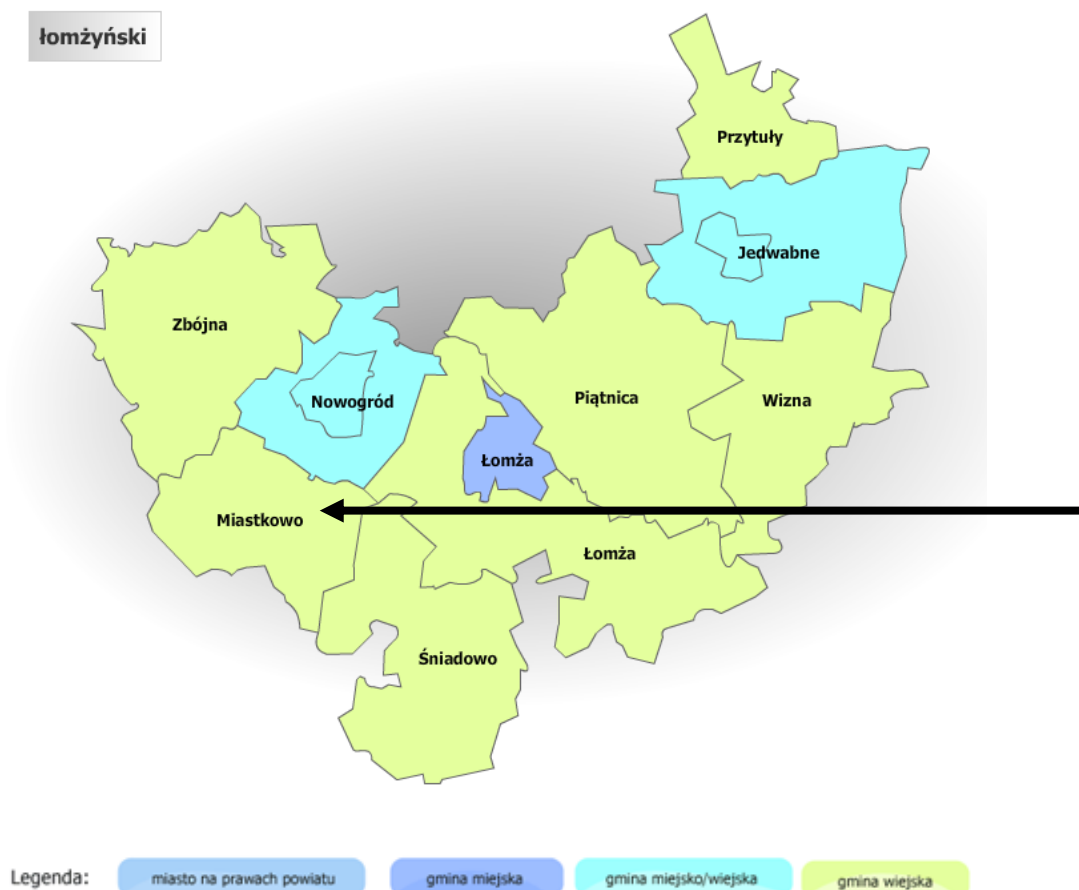 łomżyński
Przytuły
Jedwabne
Zbójna
Nowogród
Piątnica
Wizna
Łomża
Miastkowo
Łomża
Śniadowo
Legenda: miasto na prawach powiatu gmina miejska gmina miejsko/wiejska gmina wiejska